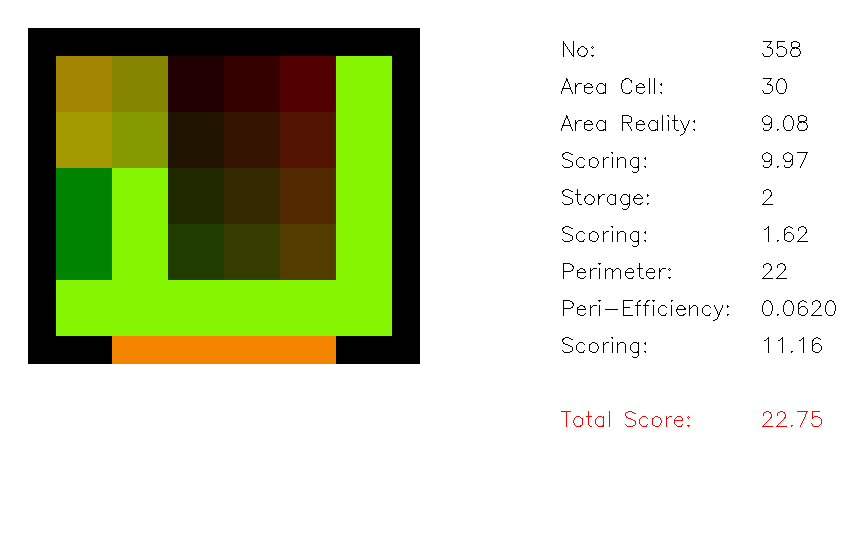 No: 358
Area Cell: 30
Area Reality: 9.08
Scoring: 9.97
Storage: 2
Scoring: 1.62
Perimeter: 22
Peri-Efficiency: 0.0620
Scoring: 11.16
Total Score: 22.75